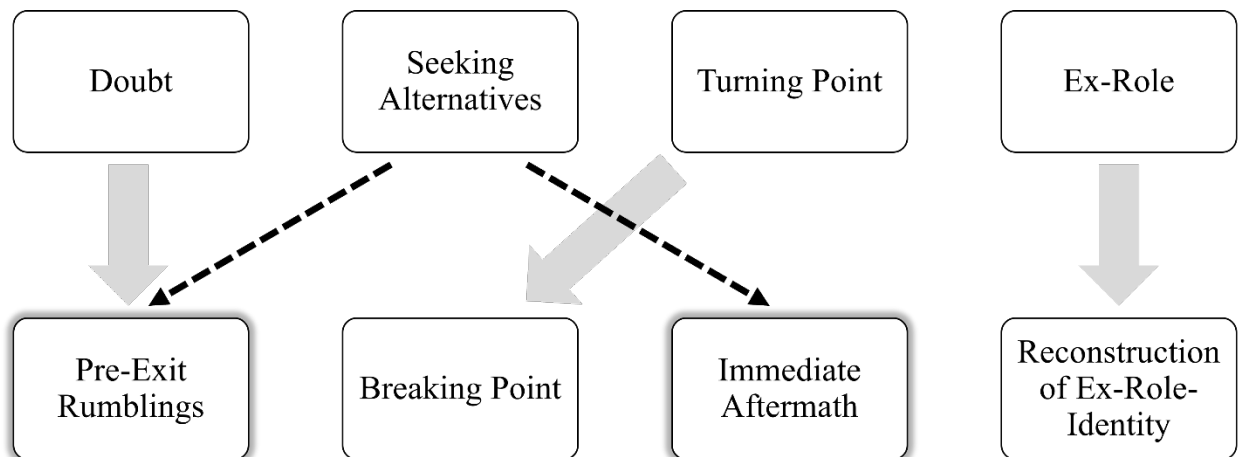 Doubt
Seeking
Alternatives
Turning Point
Ex-Role
Pre-Exit
Rumblings
Breaking Point
Immediate
Aftermath
Reconstruction
of Ex-Role-
Identity